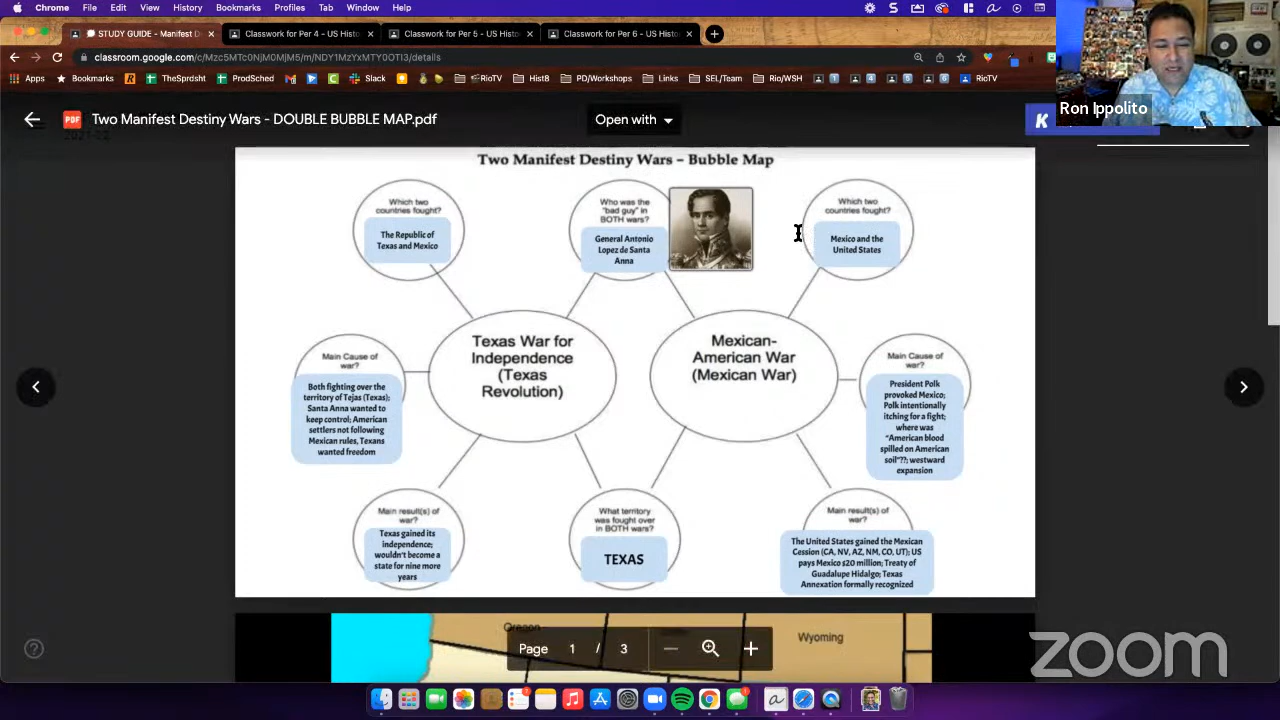 Chrome File Edit View History Bookmarks Profiles Tab Window Help
STUDY GUIDE - Manifest Des
Classwork for Per 4 - US Histo
Classwork for Per 5 - US Histo
Classwork for Per 6 - US Histo
classroom.google.com/c/Mzc5MTc0NjM0MjM5/m/NDY1MzYxMTY0OTI3/details
Apps Bookmarks TheSprdsht ProdSched Slack RioTV Hist8 PD/Workshops Links SEL/Team Rio/WSH 1 4 5 6 RioTV
Ron Ippolito
Two Manifest Destiny Wars - DOUBLE BUBBLE MAP.pdf
PDF
Open with
K
Two Manifest Destiny Wars – Bubble Map
Which two
countries fought?
The Republic of
Texas and Mexico
Who was the
"bad guy" in
BOTH wars?
General Antonio
Lopez de Santa
Anna
Which two
countries fought?
Mexico and the
United States
Texas War for
Independence
(Texas
Revolution)
Mexican-
American War
(Mexican War)
Main Cause of
war?
Both fighting over the
territory of Tejas (Texas);
Santa Anna wanted to
keep control; American
settlers not following
Mexican rules, Texans
wanted freedom
Main Cause of
war?
President Polk
provoked Mexico;
Polk intentionally
itching for a fight;
where was
"American blood
spilled on American
soil"??; westward
expansion
Main result(s) of
war?
Texas gained its
independence;
wouldn't become a
state for nine more
years
What territory
was fought over
in BOTH wars?
TEXAS
Main result(s) of
war?
The United States gained the Mexican
Cession (CA, NV, AZ, NM, CO, UT); US
pays Mexico $20 million; Treaty of
Guadalupe Hidalgo; Texas
Annexation formally recognized
Oregon
Wyoming
Page 1 / 3
zoom